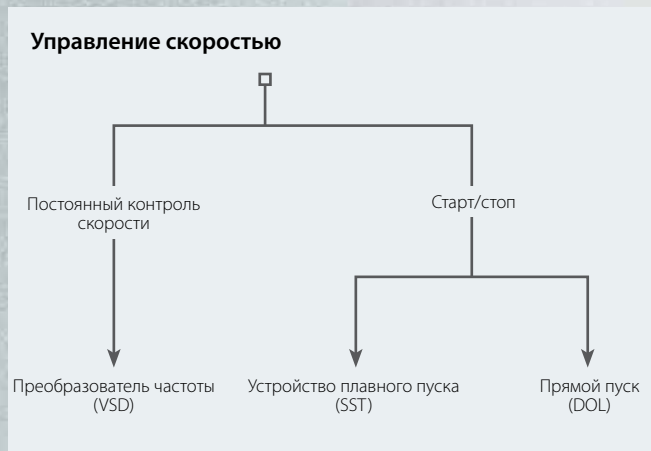 Управление скоростью
Постоянный контроль
скорости
Старт/стоп
Преобразователь частоты
(VSD)
Устройство плавного пуска
(SST)
Прямой пуск
(DOL)